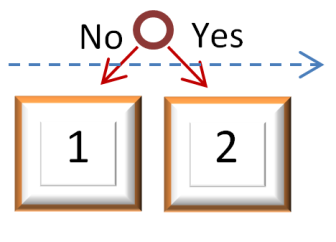 No Yes
1 2